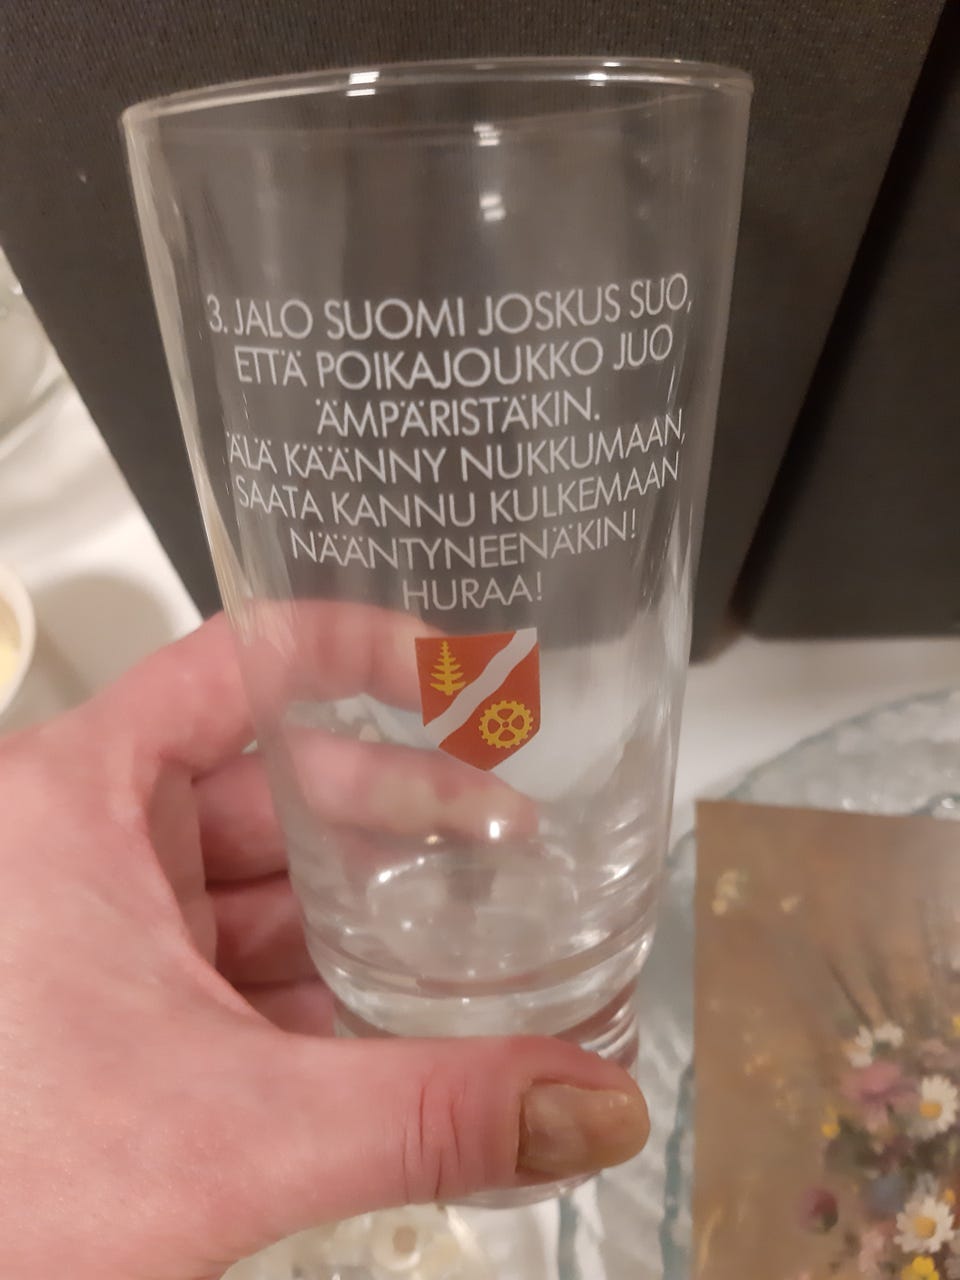 3. JALO SUOMI JOSKUS SUO,
ETTÄ POIKAJOUKKO JUO
ÄMPÄRISTÄKIN.
ÄLÄ KÄÄNNY NUKKUMAAN,
SAATA KANNU KULKEMAAN
NÄÄNTYNEENÄKIN!
HURAA!